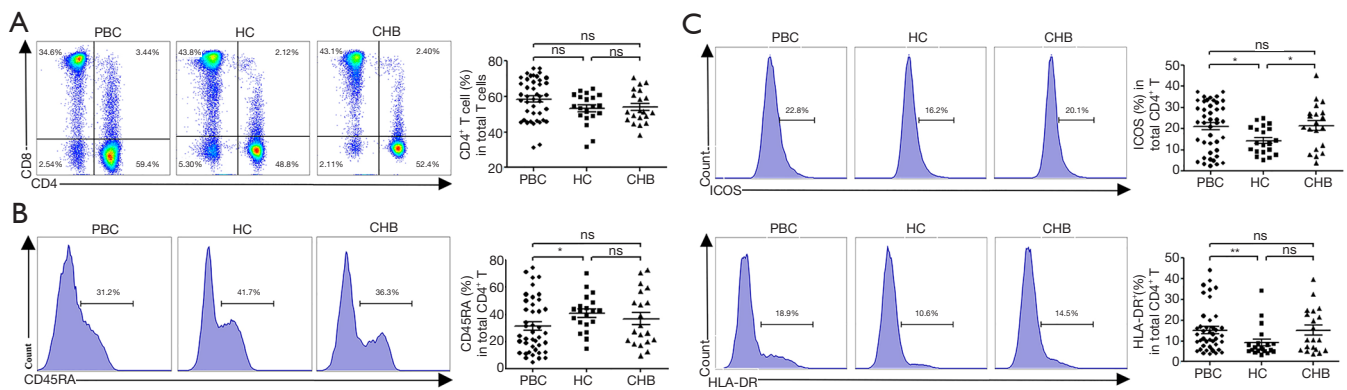 A
PBC
HC
CHB
34.6%
3.44%
43.8%
2.12%
43.1%
2.40%
2.54%
59.4%
5.30%
48.8%
2.11%
52.4%
CD8
CD4
ns
ns
ns
CD4+ T cell (%)
in total T cells
80
60
40
20
PBC
HC
CHB
B
PBC
HC
CHB
31.2%
41.7%
36.3%
Count
CD45RA
ns
*
ns
CD45RA (%)
in total CD4+ T
80
60
40
20
0
PBC
HC
CHB
C
PBC
HC
CHB
22.8%
16.2%
20.1%
Count
ICOS
ns
*
*
ICOS (%) in
total CD4+ T
50
40
30
20
10
0
PBC
HC
CHB
PBC
HC
CHB
18.9%
10.6%
14.5%
Count
HLA-DR
ns
**
ns
HLA-DR+(%)
in total CD4+ T
50
40
30
20
10
0
PBC
HC
CHB